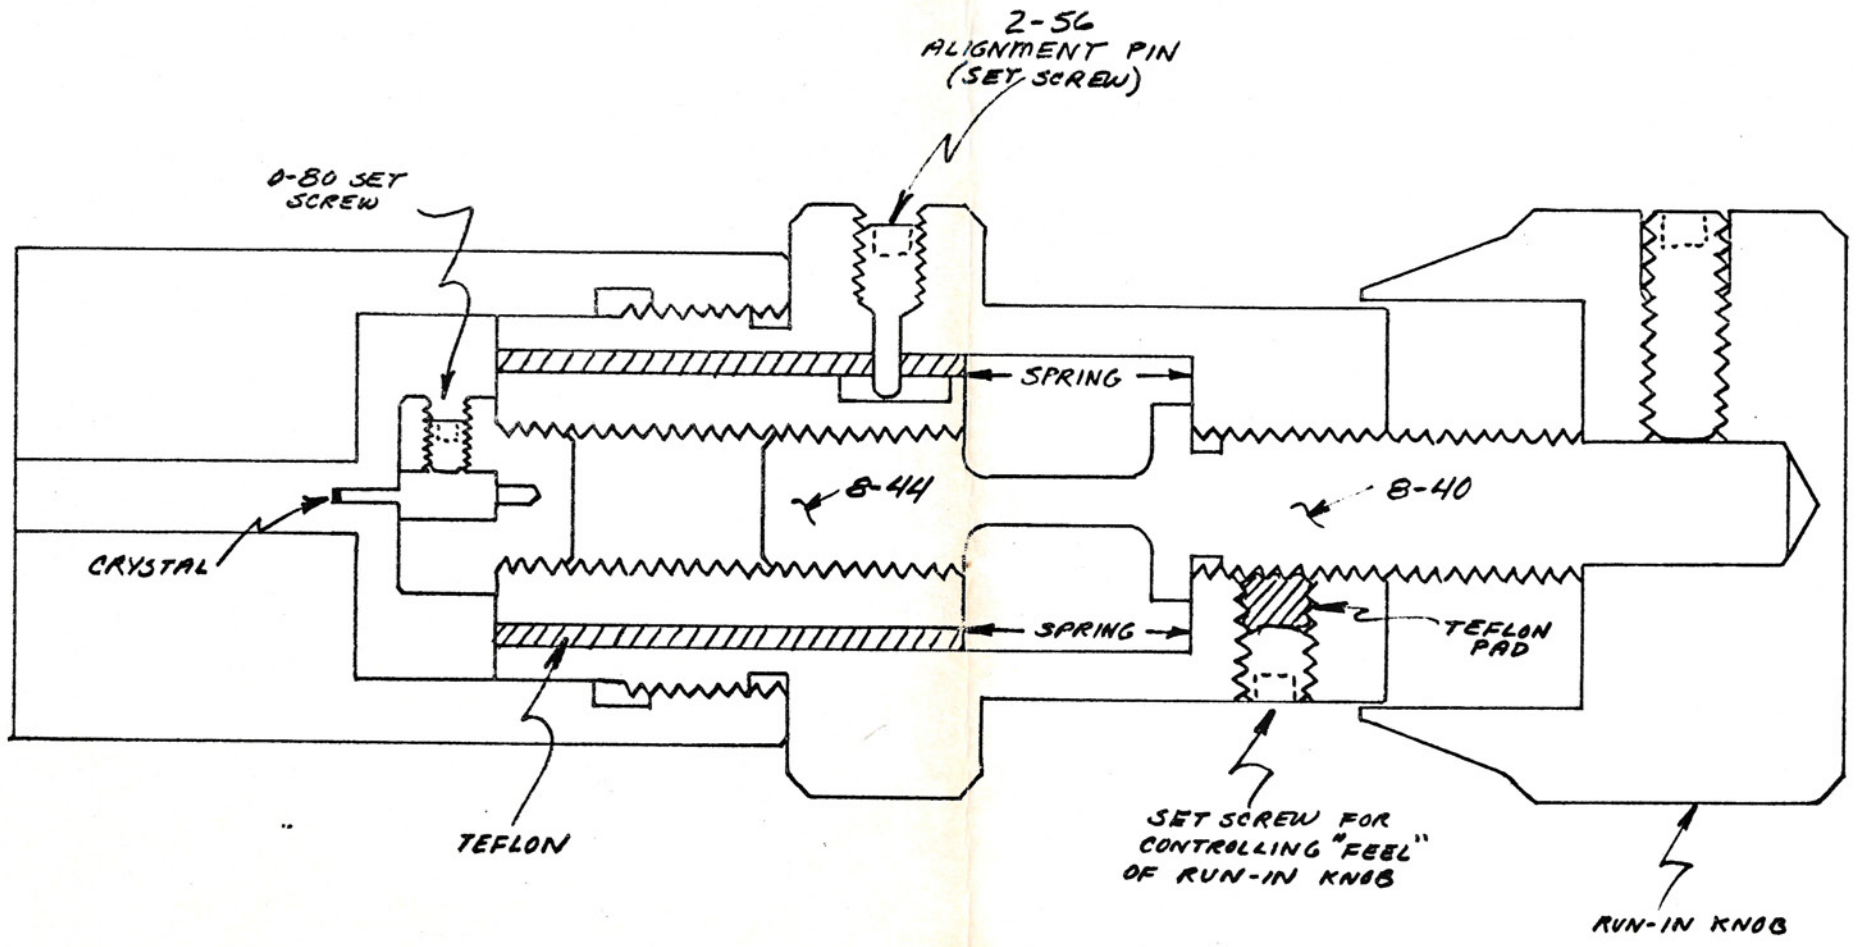 2-56
ALIGNMENT PIN
(SET SCREW)
0-80 SET
SCREW
SPRING
8-44
8-40
CRYSTAL
SPRING
TEFLON
PAD
TEFLON
SET SCREW FOR
CONTROLLING "FEEL"
OF RUN-IN KNOB
RUN-IN KNOB